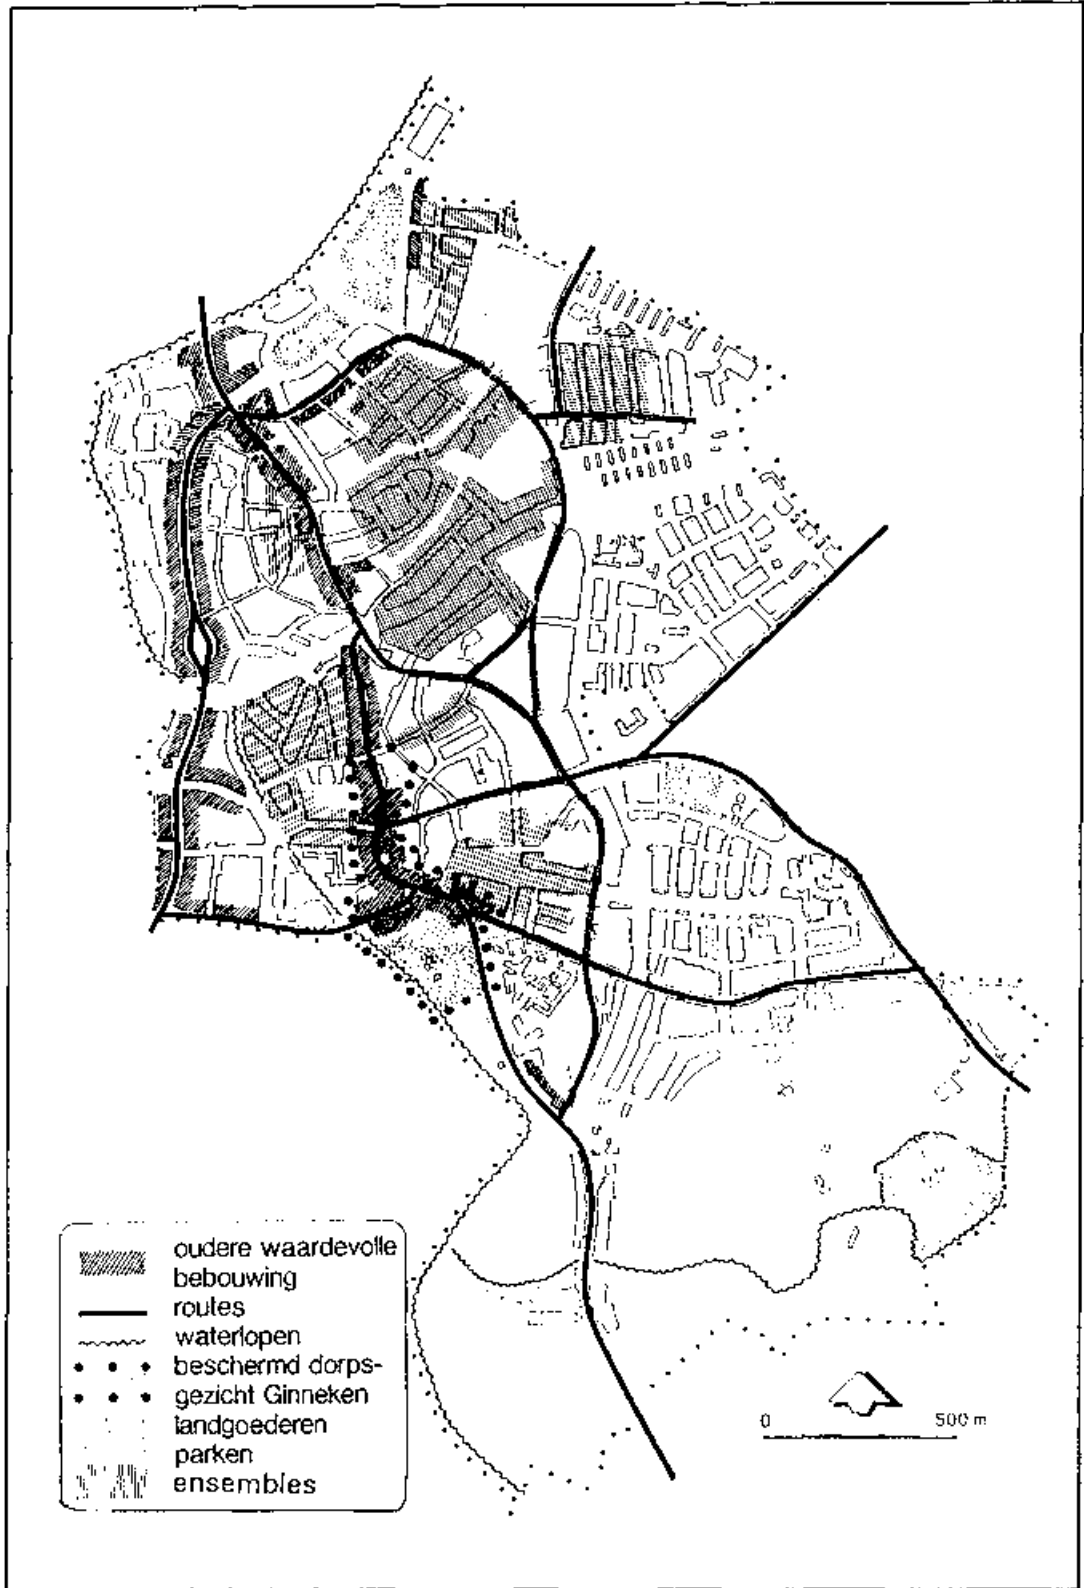 oudere waardevolle
bebouwing
routes
waterlopen
beschermd dorps-
gezicht Ginneken
landgoederen
parken
ensembles
0 500 m